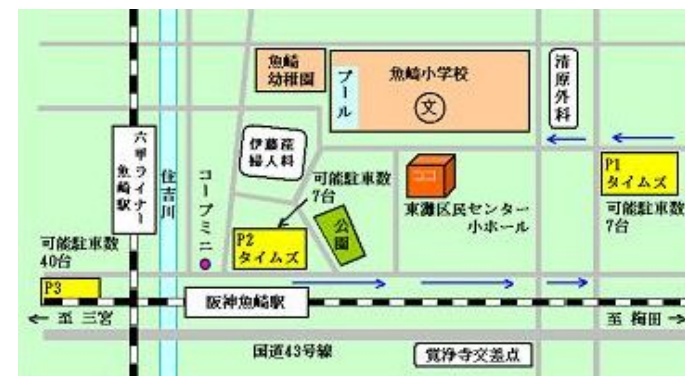 魚崎
幼稚園
プール
魚崎小学校
文
清原外科
六甲ライナー
魚崎駅
住吉川
コープミニ
伊藤産
婦人科
可能駐車数
7台
ココ
東灘区民センター
小ホール
P1
タイムズ
可能駐車数
7台
公園
P2
タイムズ
可能駐車数
40台
P3
阪神魚崎駅
← 至 三宮
至 梅田 →
国道43号線
覚浄寺交差点